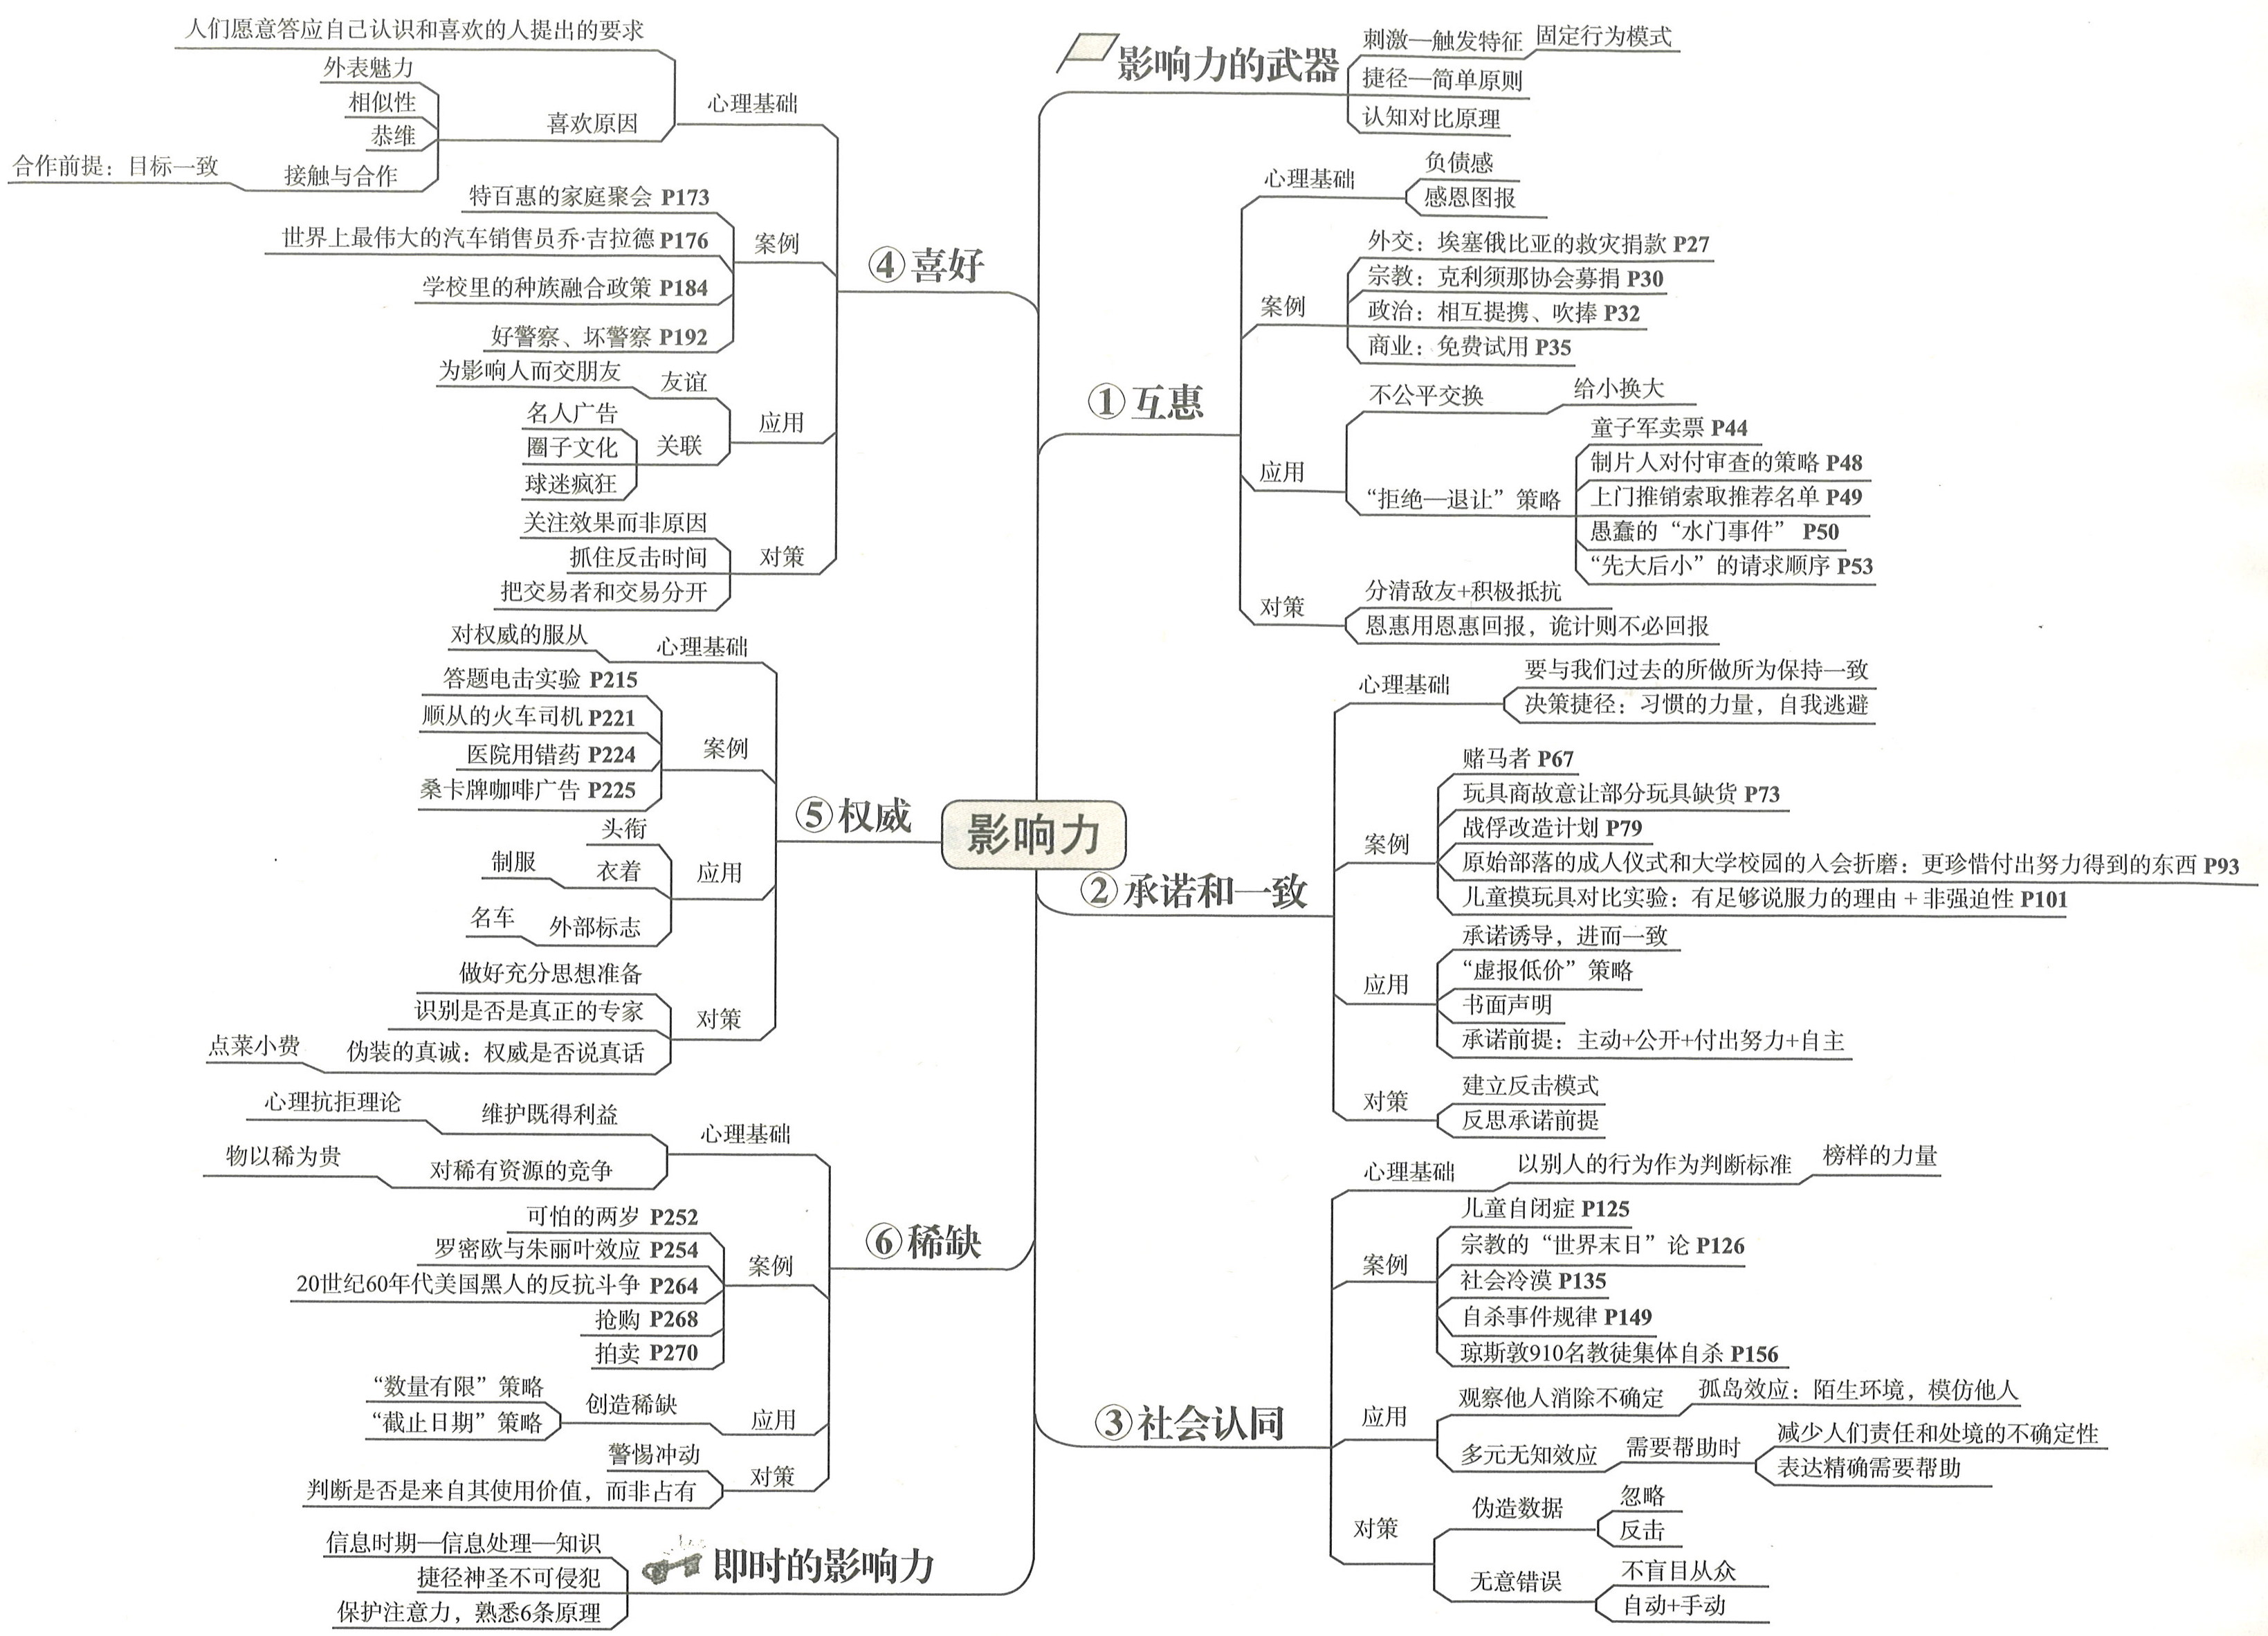 影响力
影响力的武器
刺激—触发特征
固定行为模式
捷径—简单原则
认知对比原理
①互惠
心理基础
负债感
感恩图报
案例
外交：埃塞俄比亚的救灾捐款 P27
宗教：克利须那协会募捐 P30
政治：相互提携、吹捧 P32
商业：免费试用 P35
应用
不公平交换
给小换大
“拒绝—退让”策略
童子军卖票 P44
制片人对付审查的策略 P48
上门推销索取推荐名单 P49
愚蠢的“水门事件” P50
“先大后小”的请求顺序 P53
对策
分清敌友+积极抵抗
恩惠用恩惠回报，诡计则不必回报
②承诺和一致
心理基础
要与我们过去的所做所为保持一致
决策捷径：习惯的力量，自我逃避
案例
赌马者 P67
玩具商故意让部分玩具缺货 P73
战俘改造计划 P79
原始部落的成人仪式和大学校园的入会折磨：更珍惜付出努力得到的东西 P93
儿童摸玩具对比实验：有足够说服力的理由 + 非强迫性 P101
应用
承诺诱导，进而一致
“虚报低价”策略
书面声明
承诺前提：主动+公开+付出努力+自主
对策
建立反击模式
反思承诺前提
③社会认同
心理基础
以别人的行为作为判断标准
榜样的力量
案例
儿童自闭症 P125
宗教的“世界末日”论 P126
社会冷漠 P135
自杀事件规律 P149
琼斯敦910名教徒集体自杀 P156
应用
观察他人消除不确定
孤岛效应：陌生环境，模仿他人
多元无知效应
需要帮助时
减少人们责任和处境的不确定性
表达精确需要帮助
对策
伪造数据
忽略
反击
无意错误
不盲目从众
自动+手动
④喜好
心理基础
人们愿意答应自己认识和喜欢的人提出的要求
喜欢原因
外表魅力
相似性
恭维
接触与合作
合作前提：目标一致
案例
特百惠的家庭聚会 P173
世界上最伟大的汽车销售员乔·吉拉德 P176
学校里的种族融合政策 P184
好警察、坏警察 P192
应用
友谊
为影响人而交朋友
关联
名人广告
圈子文化
球迷疯狂
对策
关注效果而非原因
抓住反击时间
把交易者和交易分开
⑤权威
心理基础
对权威的服从
案例
答题电击实验 P215
顺从的火车司机 P221
医院用错药 P224
桑卡牌咖啡广告 P225
应用
头衔
衣着
制服
外部标志
名车
对策
做好充分思想准备
识别是否是真正的专家
伪装的真诚：权威是否说真话
点菜小费
⑥稀缺
心理基础
维护既得利益
心理抗拒理论
对稀有资源的竞争
物以稀为贵
案例
可怕的两岁 P252
罗密欧与朱丽叶效应 P254
20世纪60年代美国黑人的反抗斗争 P264
抢购 P268
拍卖 P270
应用
创造稀缺
“数量有限”策略
“截止日期”策略
对策
警惕冲动
判断是否是来自其使用价值，而非占有
即时的影响力
信息时期—信息处理—知识
捷径神圣不可侵犯
保护注意力，熟悉6条原理